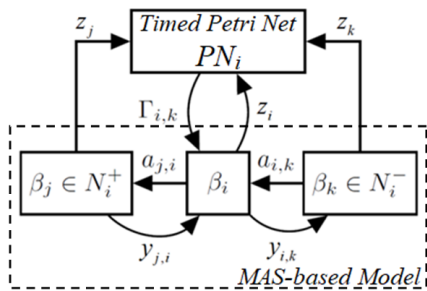 z_j
Timed Petri Net
PN_i
z_k
Γ_{i,k}
z_i
β_j ∈ N_i^+
a_{j,i}
β_i
a_{i,k}
β_k ∈ N_i^-
y_{j,i}
y_{i,k}
MAS-based Model